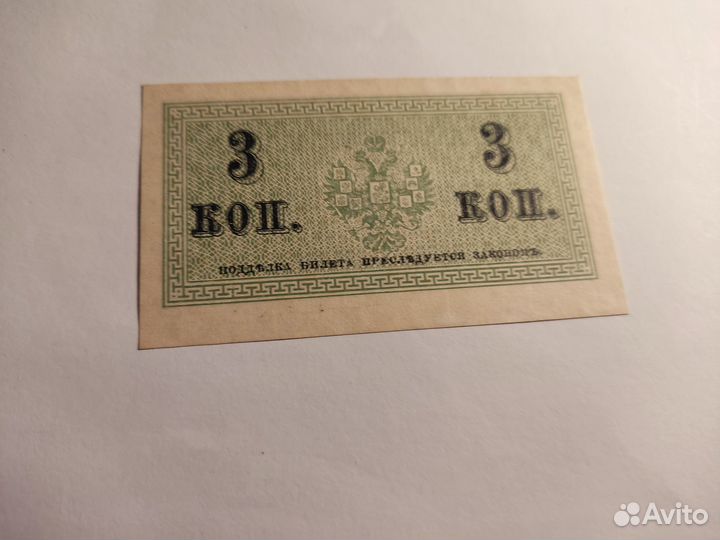 3 3
КОП. КОП.
ПОДДѢЛКА БИЛЕТА ПРЕСЛѢДУЕТСЯ ЗАКОНОМЪ.
Avito